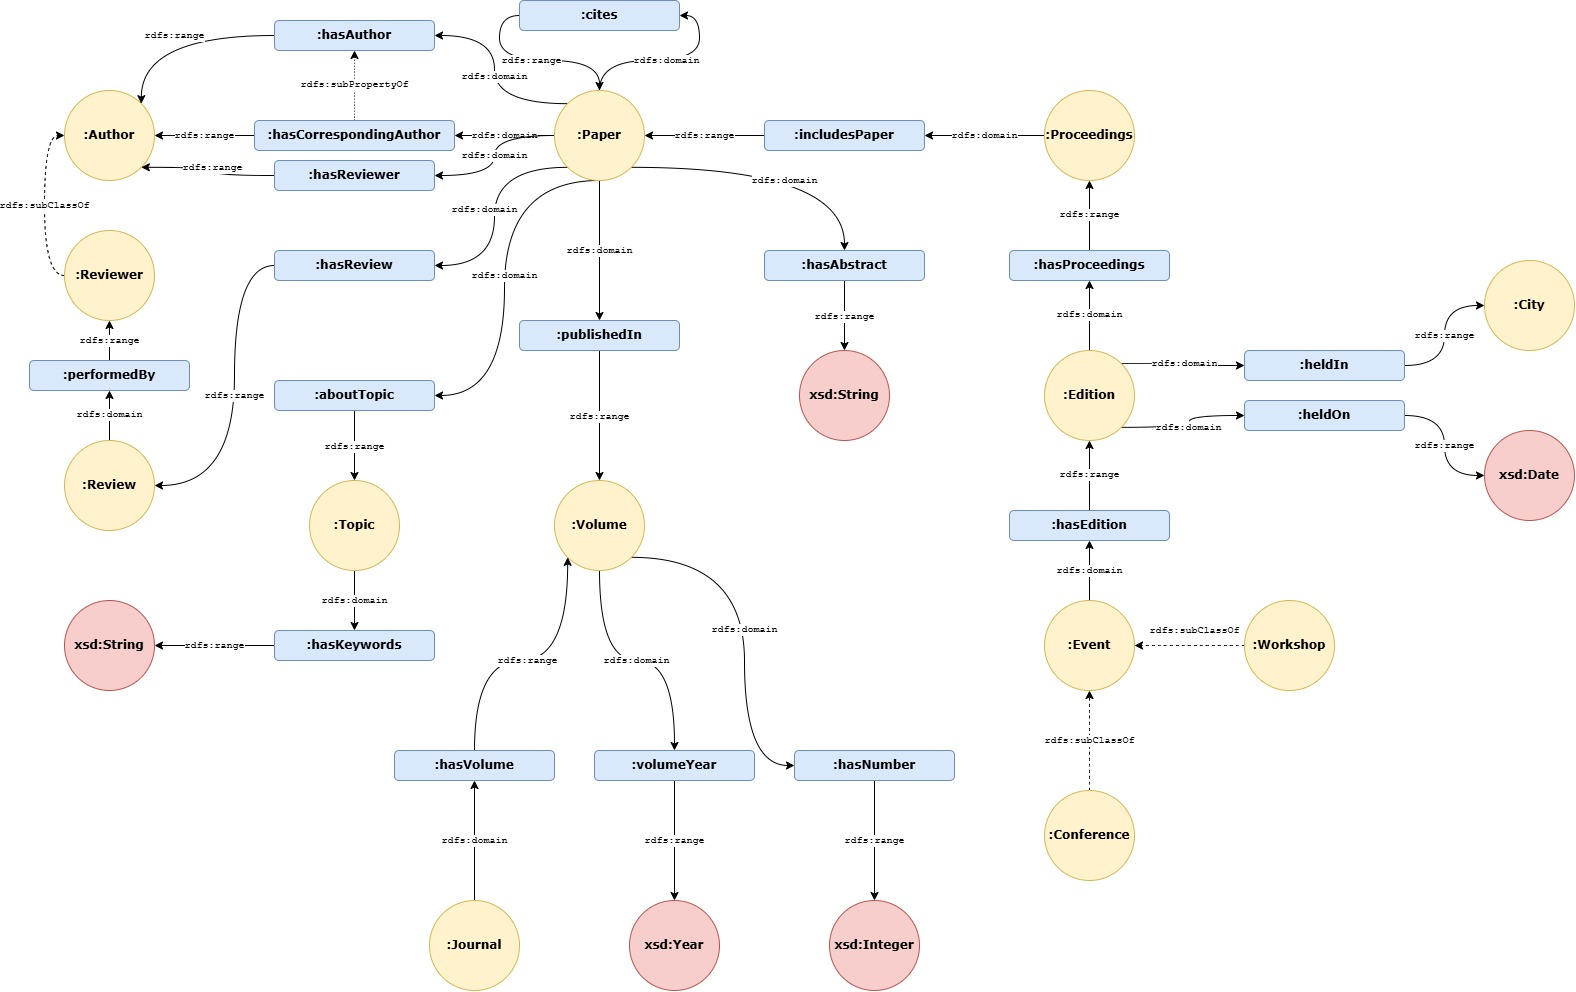 :cites
:hasAuthor
rdfs:range
rdfs:range
rdfs:domain
rdfs:domain
rdfs:subPropertyOf
:Author
rdfs:range
:hasCorrespondingAuthor
rdfs:domain
:Paper
rdfs:range
:includesPaper
rdfs:domain
:Proceedings
rdfs:domain
rdfs:range
:hasReviewer
rdfs:domain
rdfs:subClassOf
rdfs:domain
rdfs:range
rdfs:domain
:Reviewer
:hasReview
rdfs:domain
:hasAbstract
:hasProceedings
:City
rdfs:range
rdfs:domain
rdfs:range
:publishedIn
rdfs:range
rdfs:domain
:performedBy
:heldIn
rdfs:domain
rdfs:range
:aboutTopic
xsd:String
:Edition
rdfs:domain
rdfs:range
:heldOn
rdfs:domain
rdfs:range
rdfs:range
rdfs:range
:Review
:Topic
:Volume
:hasEdition
xsd:Date
rdfs:domain
rdfs:domain
xsd:String
rdfs:range
:hasKeywords
rdfs:range
rdfs:domain
rdfs:domain
:Event
rdfs:subClassOf
:Workshop
rdfs:subClassOf
:hasVolume
:volumeYear
:hasNumber
rdfs:domain
rdfs:range
rdfs:range
:Conference
:Journal
xsd:Year
xsd:Integer